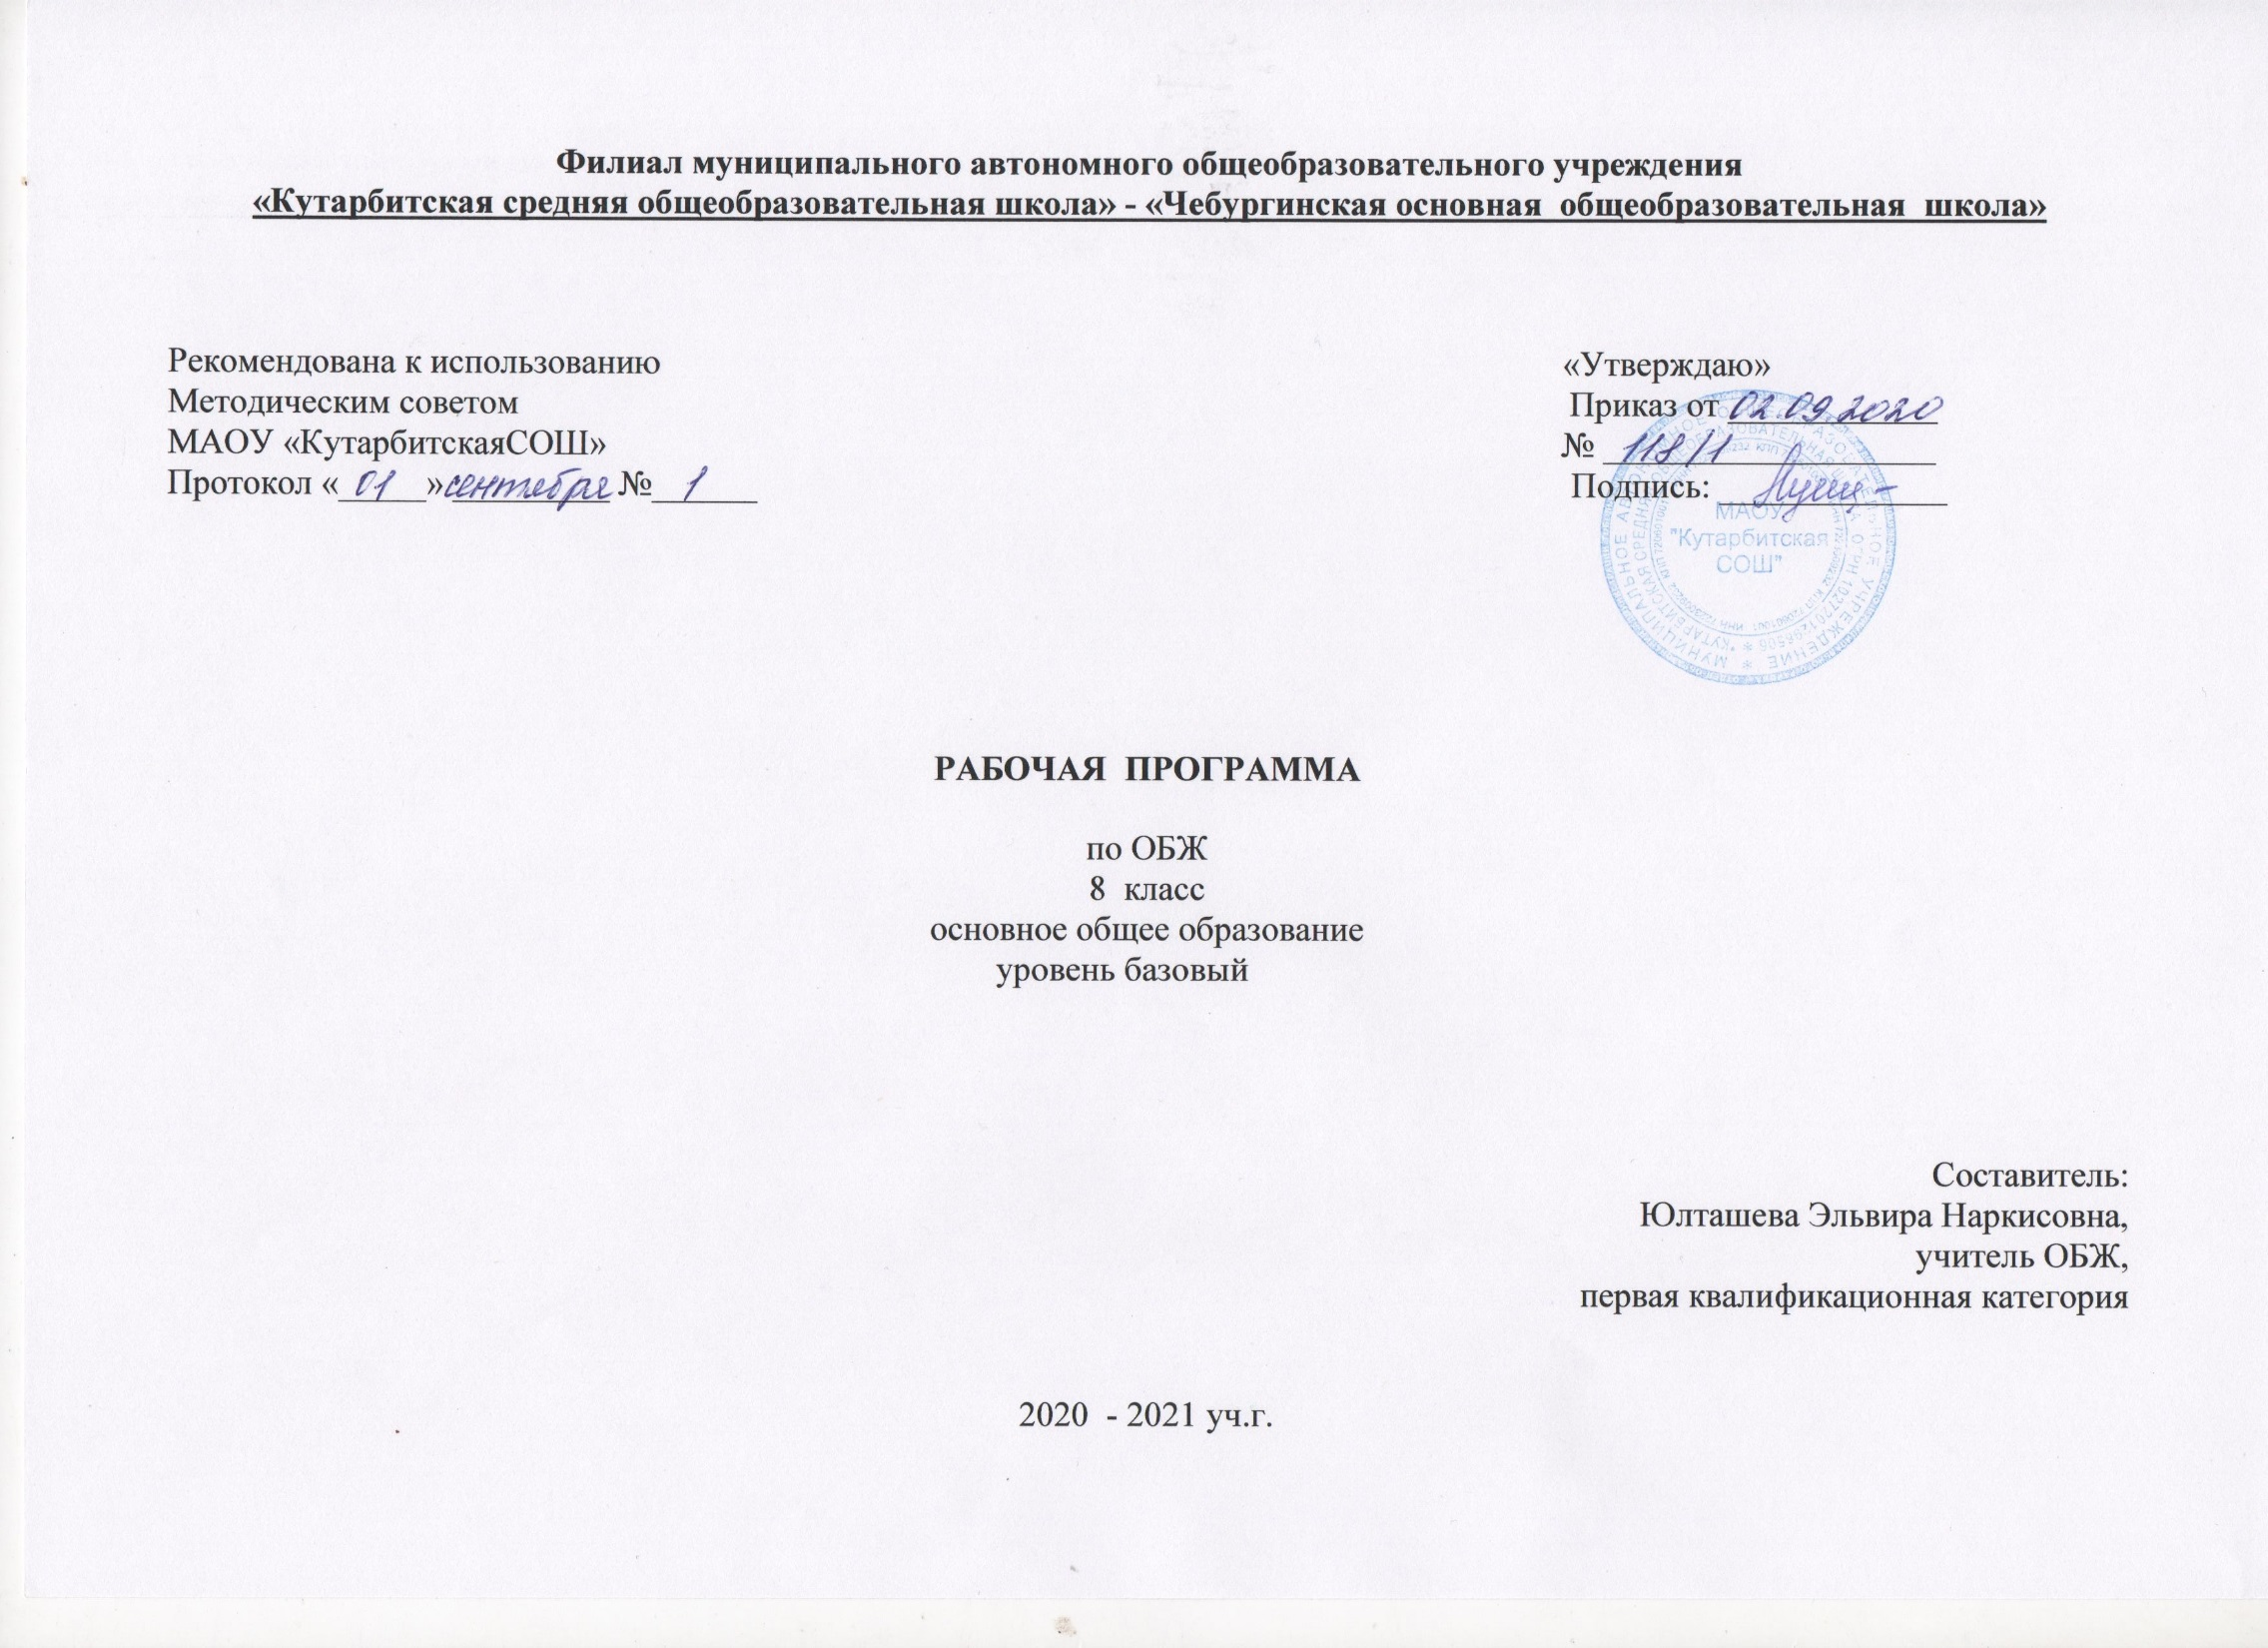 Филиал муниципального автономного общеобразовательного учреждения
«Кутарбитская средняя общеобразовательная школа» - «Чебургинская основная общеобразовательная школа»
Рекомендована к использованию
Методическим советом
МАОУ «КутарбитскаяСОШ»
Протокол «01» сентября № 1
«Утверждаю»
Приказ от 02.09.2020
№ 118/1
Подпись:
МАОУ
"Кутарбитская
СОШ"
РАБОЧАЯ ПРОГРАММА
по ОБЖ
8 класс
основное общее образование
уровень базовый
Составитель:
Юлташева Эльвира Наркисовна,
учитель ОБЖ,
первая квалификационная категория
2020 - 2021 уч.г.